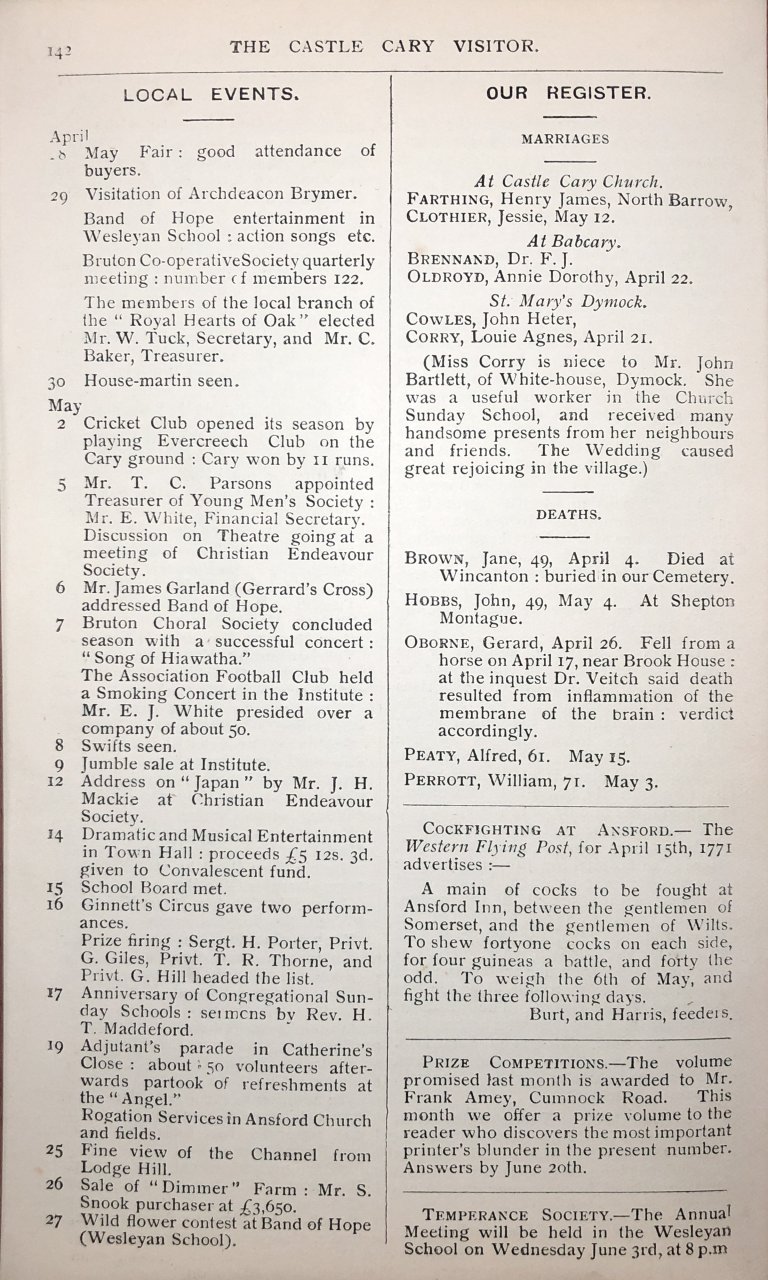 142
THE CASTLE CARY VISITOR.
LOCAL EVENTS.
April
8 May Fair : good attendance of
buyers.
29 Visitation of Archdeacon Brymer.
Band of Hope entertainment in
Wesleyan School : action songs etc.
Bruton Co-operative Society quarterly
meeting : number of members 122.
The members of the local branch of
the “ Royal Hearts of Oak ” elected
Mr. W. Tuck, Secretary, and Mr. C.
Baker, Treasurer.
30 House-martin seen.
May
2 Cricket Club opened its season by
playing Evercreech Club on the
Cary ground : Cary won by 11 runs.
5 Mr. T. C. Parsons appointed
Treasurer of Young Men's Society :
Mr. E. White, Financial Secretary.
Discussion on Theatre going at a
meeting of Christian Endeavour
Society.
6 Mr. James Garland (Gerrard's Cross)
addressed Band of Hope.
7 Bruton Choral Society concluded
season with a successful concert :
“ Song of Hiawatha.”
The Association Football Club held
a Smoking Concert in the Institute :
Mr. E. J. White presided over a
company of about 50.
8 Swifts seen.
9 Jumble sale at Institute.
12 Address on “ Japan ” by Mr. J. H.
Mackie at Christian Endeavour
Society.
14 Dramatic and Musical Entertainment
in Town Hall : proceeds £5 12s. 3d.
given to Convalescent fund.
15 School Board met.
16 Ginnett's Circus gave two perform-
ances.
Prize firing : Sergt. H. Porter, Privt.
G. Giles, Privt. T. R. Thorne, and
Privt. G. Hill headed the list.
17 Anniversary of Congregational Sun-
day Schools : sermons by Rev. H.
T. Maddeford.
19 Adjutant's parade in Catherine's
Close : about 50 volunteers after-
wards partook of refreshments at
the “ Angel.”
Rogation Services in Ansford Church
and fields.
25 Fine view of the Channel from
Lodge Hill.
26 Sale of “Dimmer” Farm : Mr. S.
Snook purchaser at £3,650.
27 Wild flower contest at Band of Hope
(Wesleyan School).
OUR REGISTER.
MARRIAGES
At Castle Cary Church.
FARTHING, Henry James, North Barrow,
CLOTHIER, Jessie, May 12.
At Babcary.
BRENNAND, Dr. F. J.
OLDROYD, Annie Dorothy, April 22.
St. Mary's Dymock.
COWLES, John Heter,
CORRY, Louie Agnes, April 21.
(Miss Corry is niece to Mr. John
Bartlett, of White-house, Dymock. She
was a useful worker in the Church
Sunday School, and received many
handsome presents from her neighbours
and friends. The Wedding caused
great rejoicing in the village.)
DEATHS.
BROWN, Jane, 49, April 4. Died at
Wincanton : buried in our Cemetery.
HOBBS, John, 49, May 4. At Shepton
Montague.
OBORNE, Gerard, April 26. Fell from a
horse on April 17, near Brook House :
at the inquest Dr. Veitch said death
resulted from inflammation of the
membrane of the brain : verdict
accordingly.
PEATY, Alfred, 61. May 15.
PERROTT, William, 71. May 3.
COCKFIGHTING AT ANSFORD.— The
Western Flying Post, for April 15th, 1771
advertises :—
A main of cocks to be fought at
Ansford Inn, between the gentlemen of
Somerset, and the gentlemen of Wilts.
To shew fortyone cocks on each side,
for four guineas a battle, and forty the
odd. To weigh the 6th of May, and
fight the three following days.
Burt, and Harris, feeders.
PRIZE COMPETITIONS.—The volume
promised last month is awarded to Mr.
Frank Amey, Cumnock Road. This
month we offer a prize volume to the
reader who discovers the most important
printer's blunder in the present number.
Answers by June 20th.
TEMPERANCE SOCIETY.—The Annual
Meeting will be held in the Wesleyan
School on Wednesday June 3rd, at 8 p.m